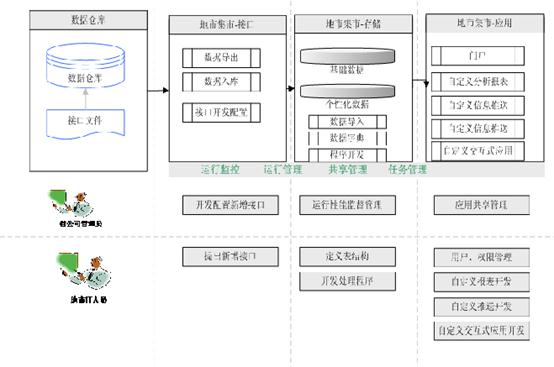 数据仓库
地市集市-接口
地市集市-存储
地市集市-应用
数据仓库
接口文件
数据导出
数据入库
接口开发配置
基础数据
个性化数据
数据导入
数据字典
程序开发
门户
自定义分析报表
自定义信息推送
自定义信息推送
自定义交互式应用
运行监控
运行管理
共享管理
任务管理
省公司管理员
开发配置新增接口
运行性能监督管理
应用共享管理
地市IT人员
提出新增接口
定义表结构
开发处理程序
用户、权限管理
自定义报表开发
自定义推送开发
自定义交互式应用开发